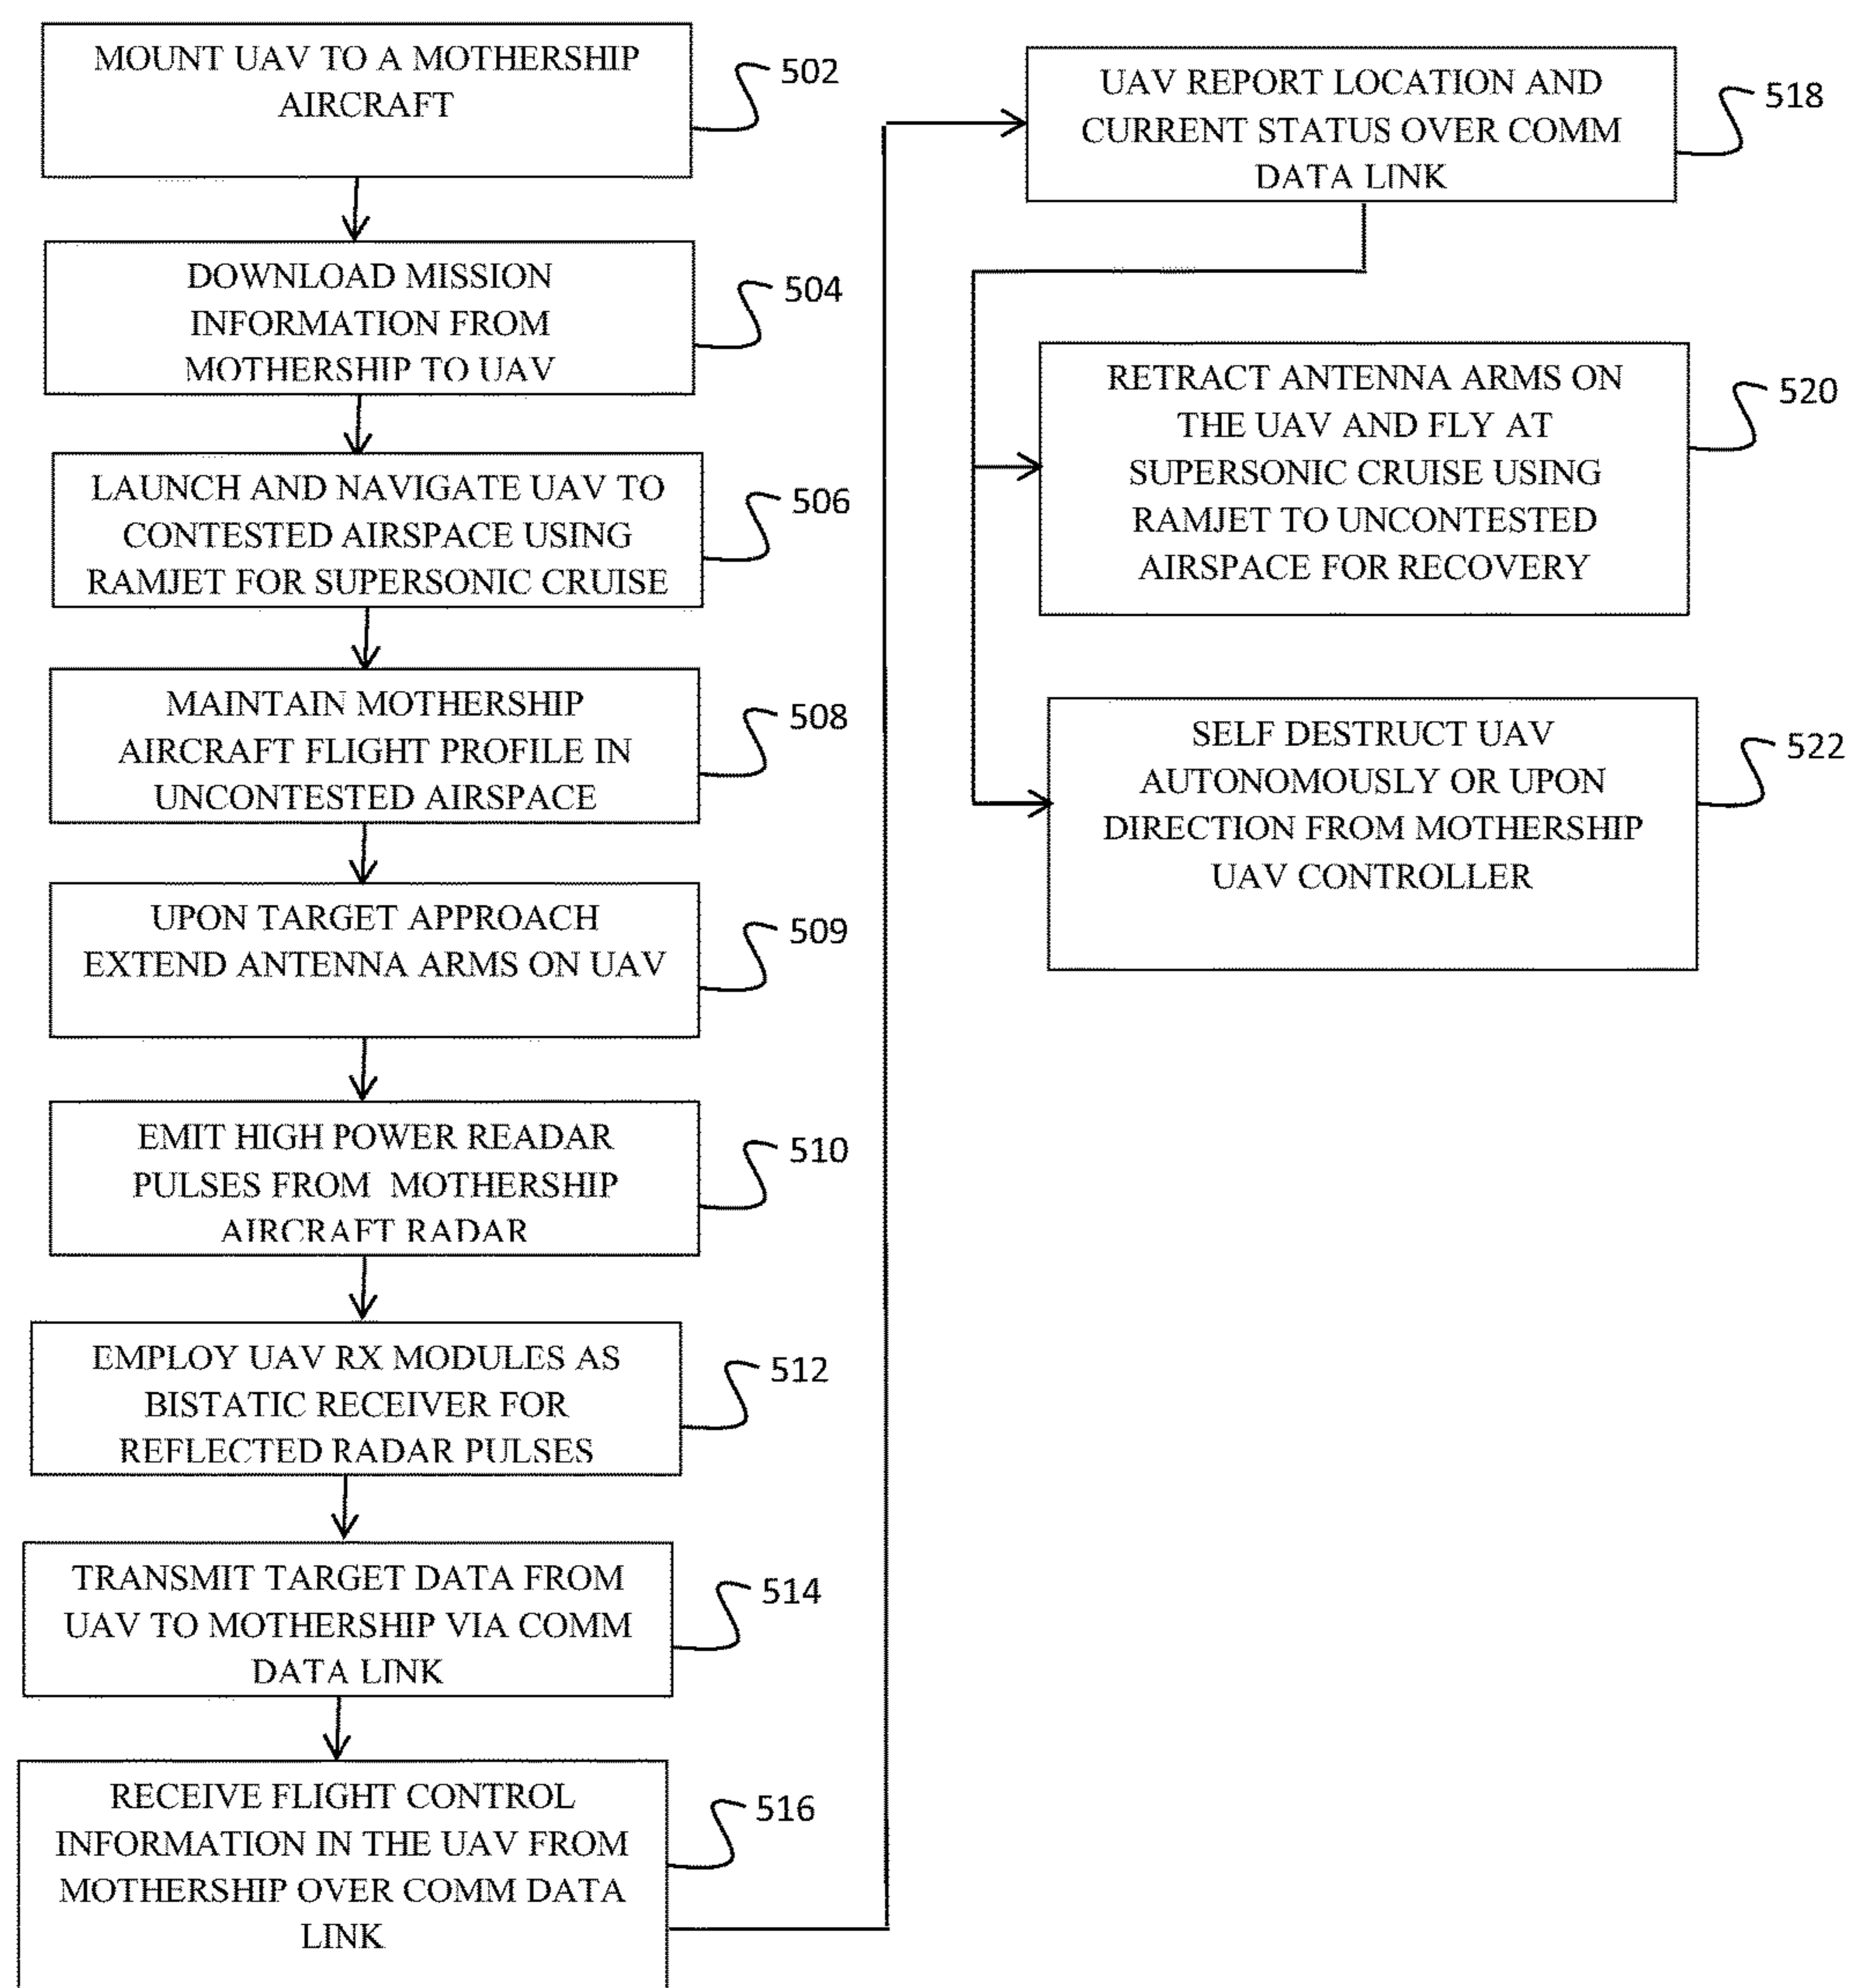 MOUNT UAV TO A MOTHERSHIP
AIRCRAFT
502
DOWNLOAD MISSION
INFORMATION FROM
MOTHERSHIP TO UAV
504
LAUNCH AND NAVIGATE UAV TO
CONTESTED AIRSPACE USING
RAMJET FOR SUPERSONIC CRUISE
506
MAINTAIN MOTHERSHIP
AIRCRAFT FLIGHT PROFILE IN
UNCONTESTED AIRSPACE
508
UPON TARGET APPROACH
EXTEND ANTENNA ARMS ON UAV
509
EMIT HIGH POWER READAR
PULSES FROM MOTHERSHIP
AIRCRAFT RADAR
510
EMPLOY UAV RX MODULES AS
BISTATIC RECEIVER FOR
REFLECTED RADAR PULSES
512
TRANSMIT TARGET DATA FROM
UAV TO MOTHERSHIP VIA COMM
DATA LINK
514
RECEIVE FLIGHT CONTROL
INFORMATION IN THE UAV FROM
MOTHERSHIP OVER COMM DATA
LINK
516
UAV REPORT LOCATION AND
CURRENT STATUS OVER COMM
DATA LINK
518
RETRACT ANTENNA ARMS ON
THE UAV AND FLY AT
SUPERSONIC CRUISE USING
RAMJET TO UNCONTESTED
AIRSPACE FOR RECOVERY
520
SELF DESTRUCT UAV
AUTONOMOUSLY OR UPON
DIRECTION FROM MOTHERSHIP
UAV CONTROLLER
522